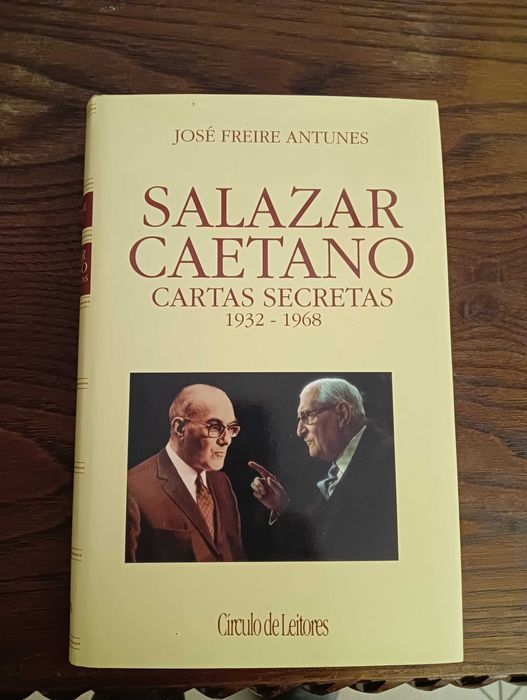 JOSÉ FREIRE ANTUNES
SALAZAR
CAETANO
CARTAS SECRETAS
1932 - 1968
Círculo de Leitores